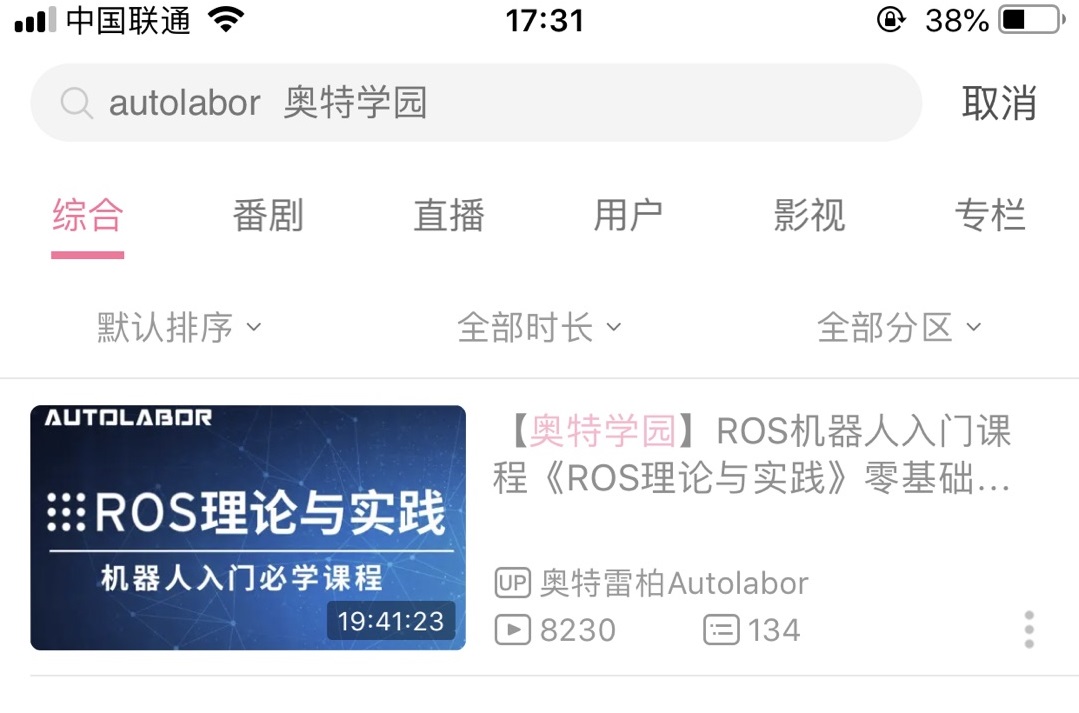 中国联通 17:31 38%
autolabor 奥特学园 取消
综合 番剧 直播 用户 影视 专栏
默认排序 全部时长 全部分区
AUTOLABOR
ROS理论与实践
机器人入门必学课程
19:41:23
【奥特学园】ROS机器人入门课
程《ROS理论与实践》零基础...
UP 奥特雷柏Autolabor
8230 134